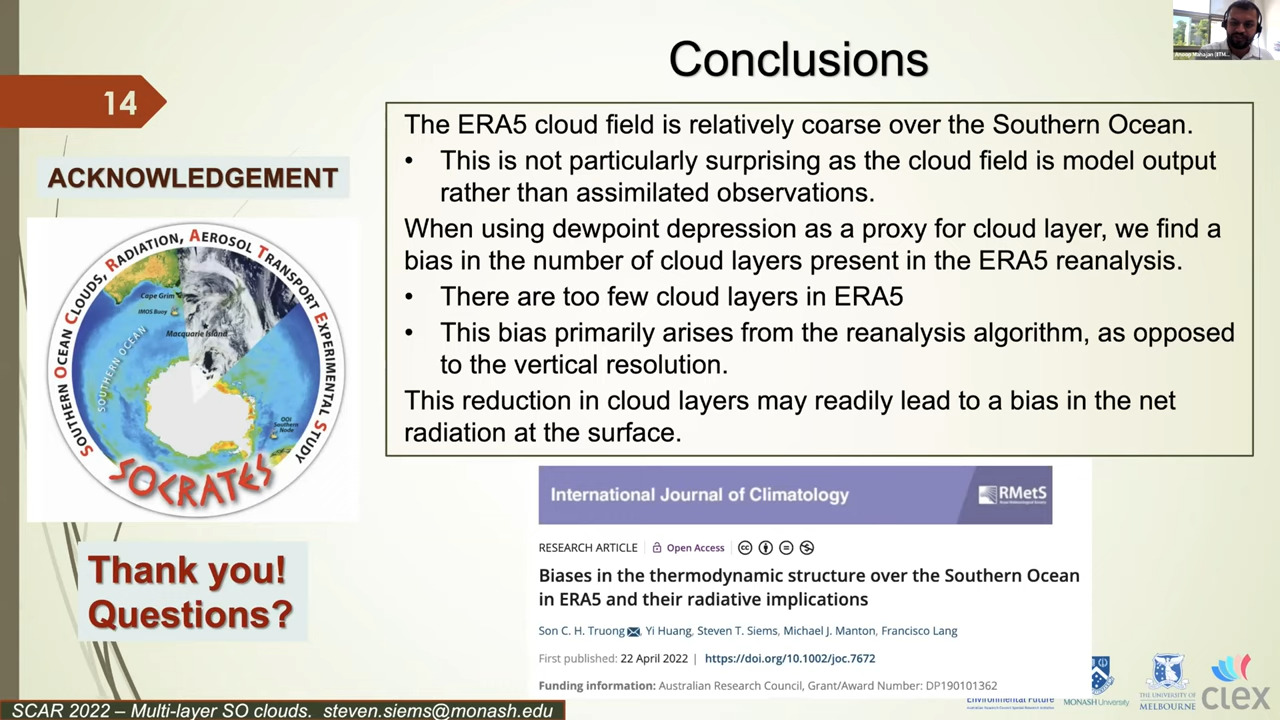 Conclusions
14
ACKNOWLEDGEMENT
The ERA5 cloud field is relatively coarse over the Southern Ocean.
• This is not particularly surprising as the cloud field is model output
rather than assimilated observations.
When using dewpoint depression as a proxy for cloud layer, we find a
bias in the number of cloud layers present in the ERA5 reanalysis.
• There are too few cloud layers in ERA5
• This bias primarily arises from the reanalysis algorithm, as opposed
to the vertical resolution.
This reduction in cloud layers may readily lead to a bias in the net
radiation at the surface.
SOUTHERN OCEAN CLOUDS, RADIATION, AEROSOL TRANSPORT EXPERIMENTAL STUDY
Cape Grim
IMOS Buoy
Macquarie Island
SOUTHERN OCEAN
OOI
Southern
Node
SOCRATES
Thank you!
Questions?
International Journal of Climatology
RMetS
RESEARCH ARTICLE
Open Access
Biases in the thermodynamic structure over the Southern Ocean
in ERA5 and their radiative implications
Son C. H. Truong, Yi Huang, Steven T. Siems, Michael J. Manton, Francisco Lang
First published: 22 April 2022 | https://doi.org/10.1002/joc.7672
Funding information: Australian Research Council, Grant/Award Number: DP190101362
Environmental Future
MONASH University
THE UNIVERSITY OF
MELBOURNE
clex
SCAR 2022 – Multi-layer SO clouds.